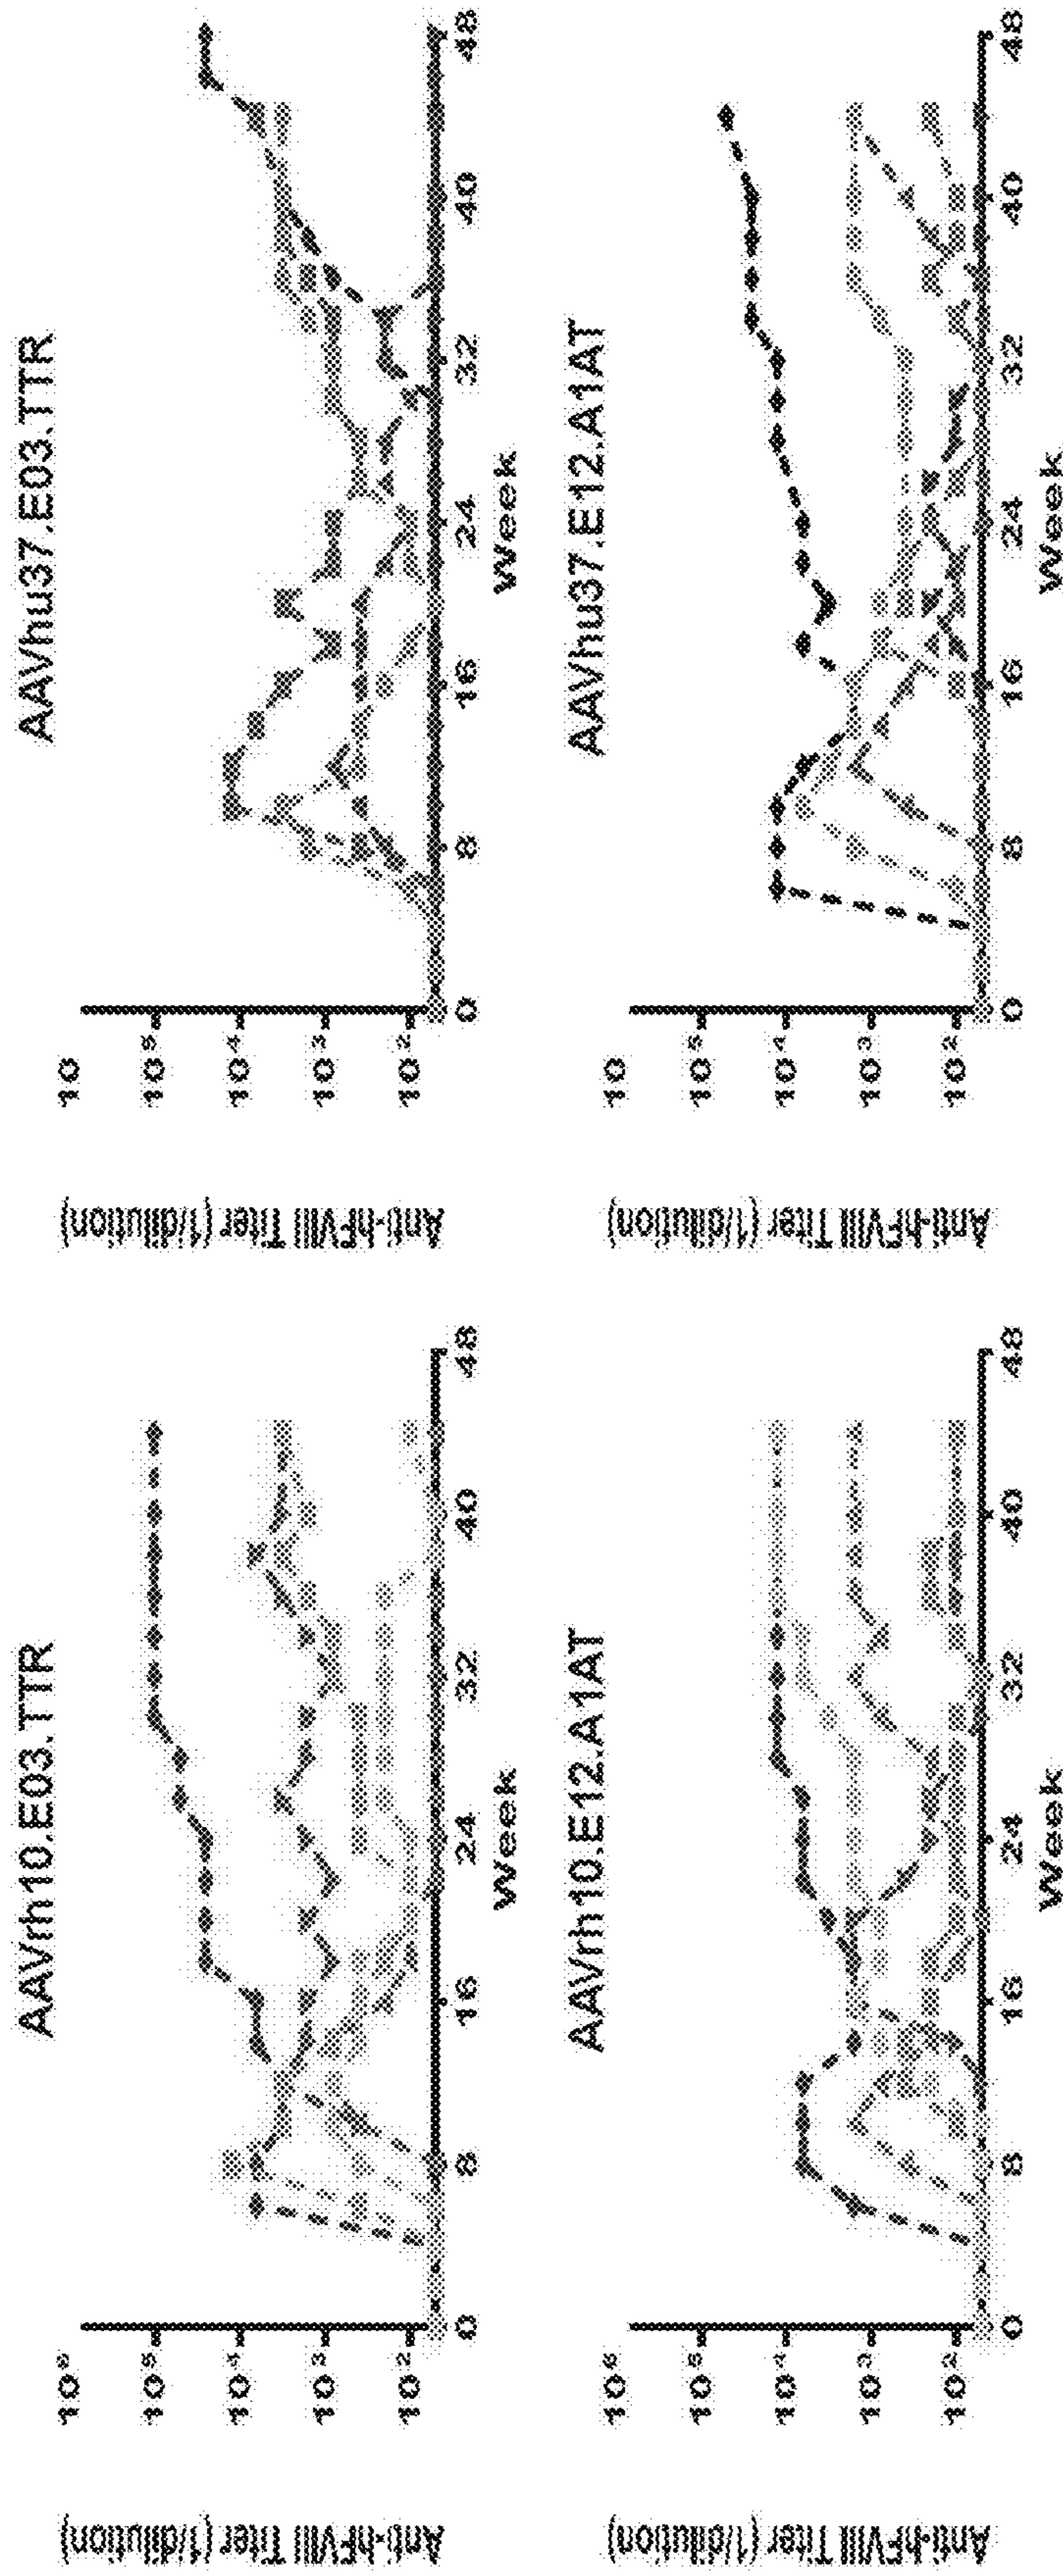 AAVrh10.E03.TTR
Anti-hFVIII Titer (1/dilution)
10⁶
10⁵
10⁴
10³
10²
0 8 16 24 32 40 48
Week
AAVhu37.E03.TTR
Anti-hFVIII Titer (1/dilution)
10
10⁵
10⁴
10³
10²
0 8 16 24 32 40 48
Week
AAVrh10.E12.A1AT
Anti-hFVIII Titer (1/dilution)
10⁶
10⁵
10⁴
10³
10²
0 8 16 24 32 40 48
Week
AAVhu37.E12.A1AT
Anti-hFVIII Titer (1/dilution)
10
10⁵
10⁴
10³
10²
0 8 16 24 32 40 48
Week